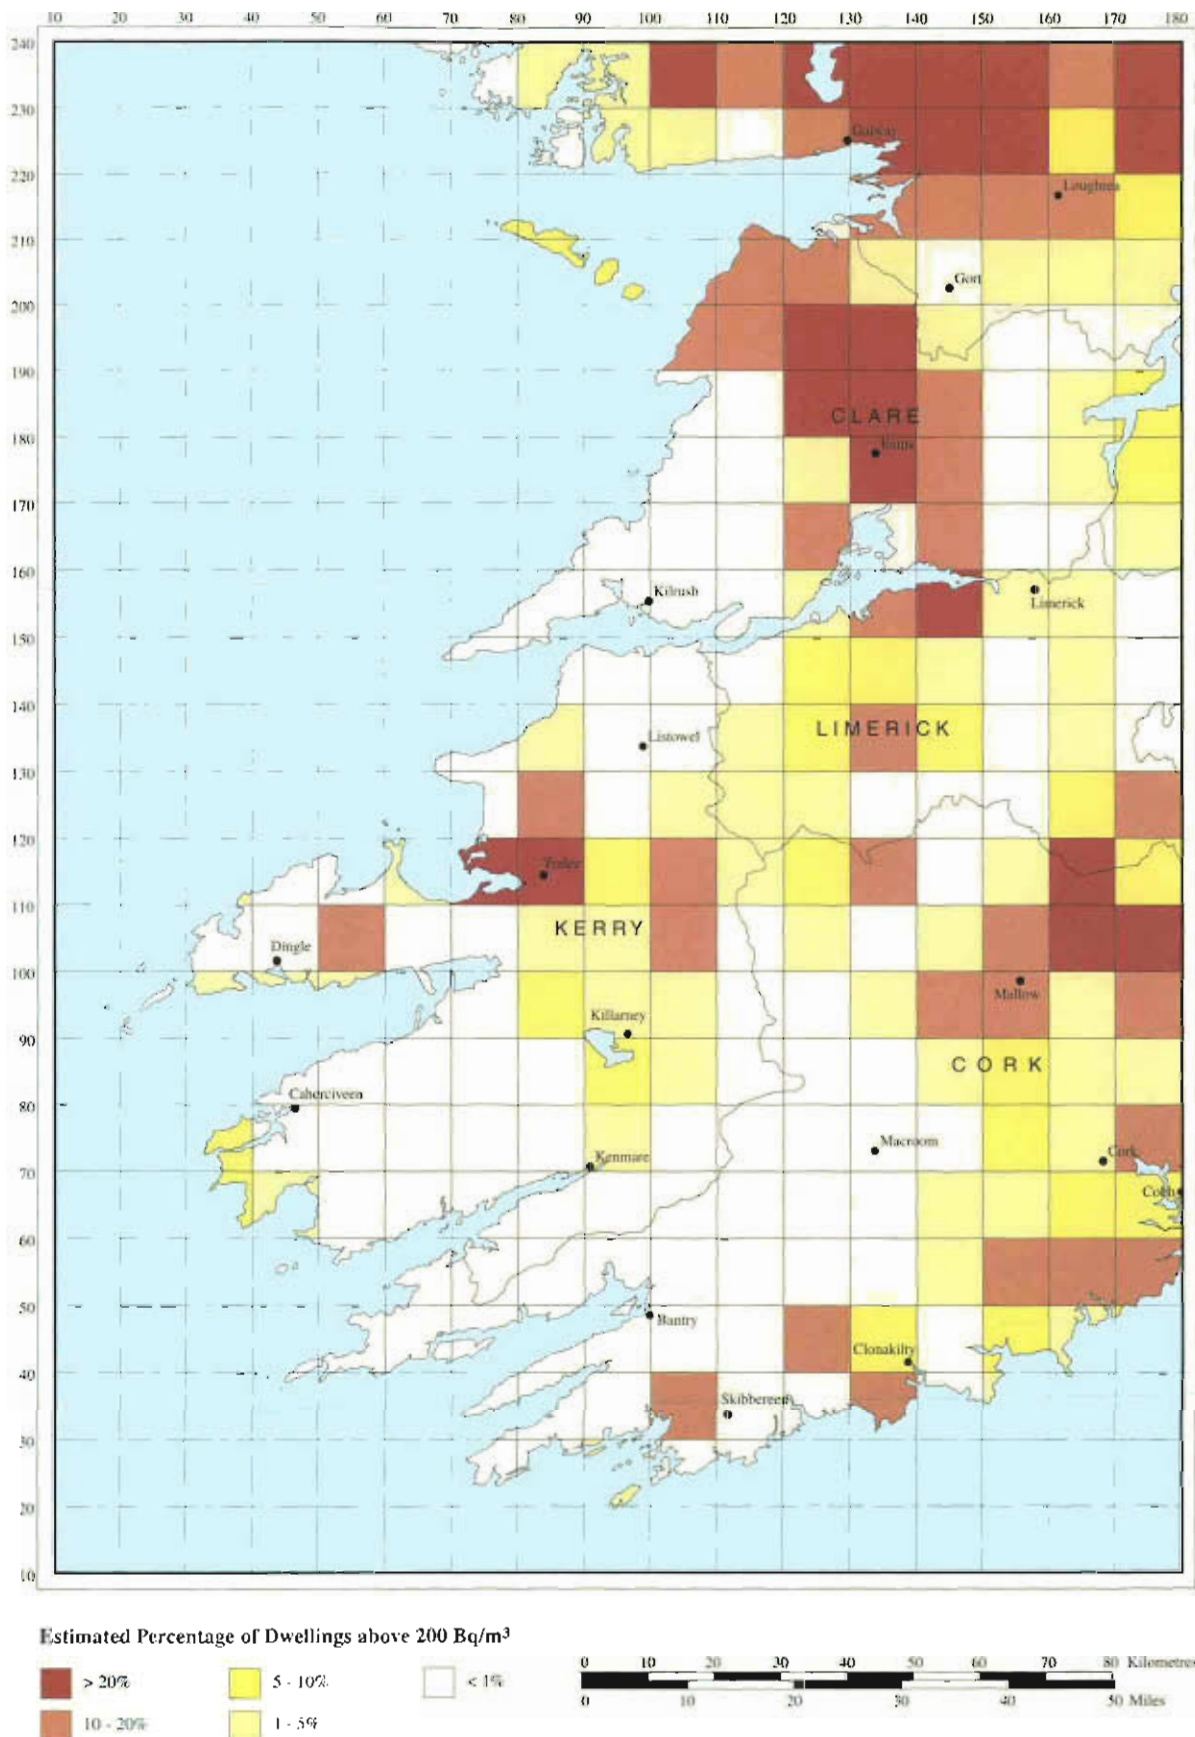 10 20 30 40 50 60 70 80 90 100 110 120 130 140 150 160 170 180
240
230
Galway
220
Loughrea
210
Gort
200
190
CLARE
180
Ennis
170
160
Kilrush
Limerick
150
140
LIMERICK
Listowel
130
120
Tralee
110
KERRY
Dingle
100
Mallow
Killarney
90
CORK
Caherciveen
80
Macroom
Cork
Kenmare
70
Cobh
60
50
Bantry
Clonakilty
40
Skibbereen
30
20
10
Estimated Percentage of Dwellings above 200 Bq/m³
> 20% 5 - 10% < 1%
10 - 20% 1 - 5%
0 10 20 30 40 50 60 70 80 Kilometres
0 10 20 30 40 50 Miles